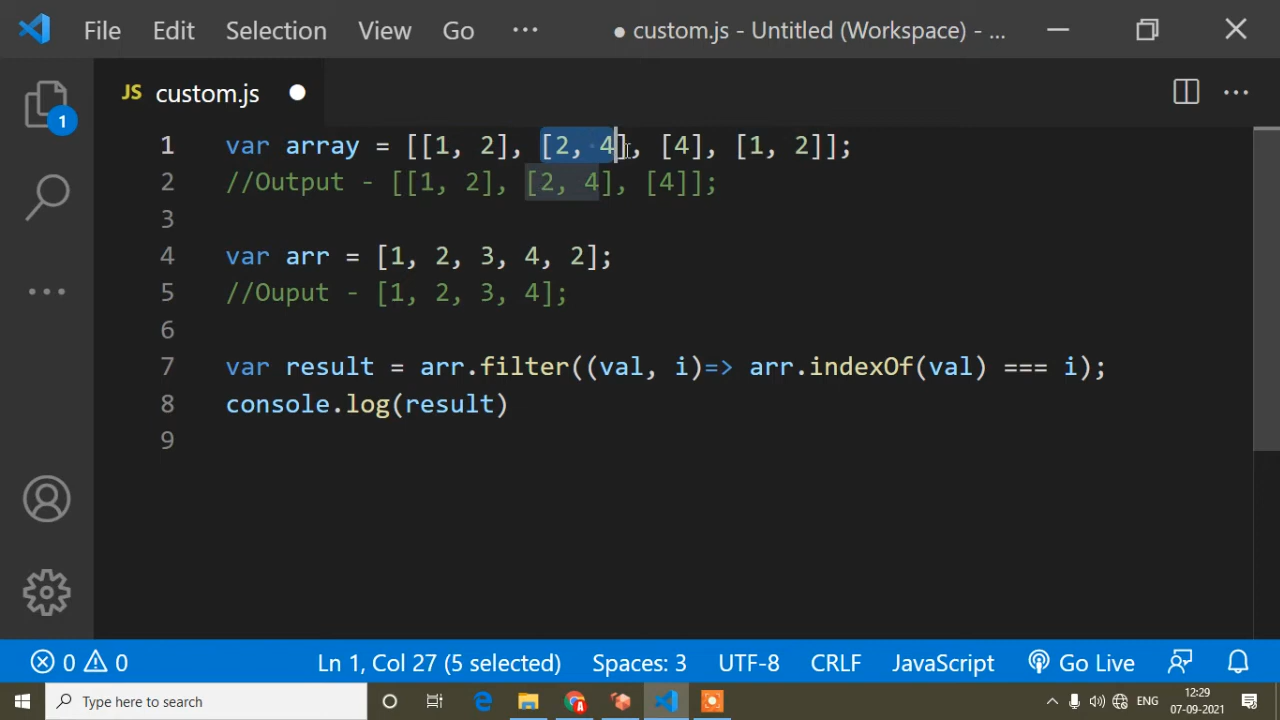 File Edit Selection View Go ··· ● custom.js - Untitled (Workspace) - ...
JS custom.js ●
1 var array = [[1, 2], [2, 4], [4], [1, 2]];
2 //Output - [[1, 2], [2, 4], [4]];
3
4 var arr = [1, 2, 3, 4, 2];
5 //Ouput - [1, 2, 3, 4];
6
7 var result = arr.filter((val, i)=> arr.indexOf(val) === i);
8 console.log(result)
9
1
0 0 Ln 1, Col 27 (5 selected) Spaces: 3 UTF-8 CRLF JavaScript Go Live
Type here to search A ENG 12:29
07-09-2021